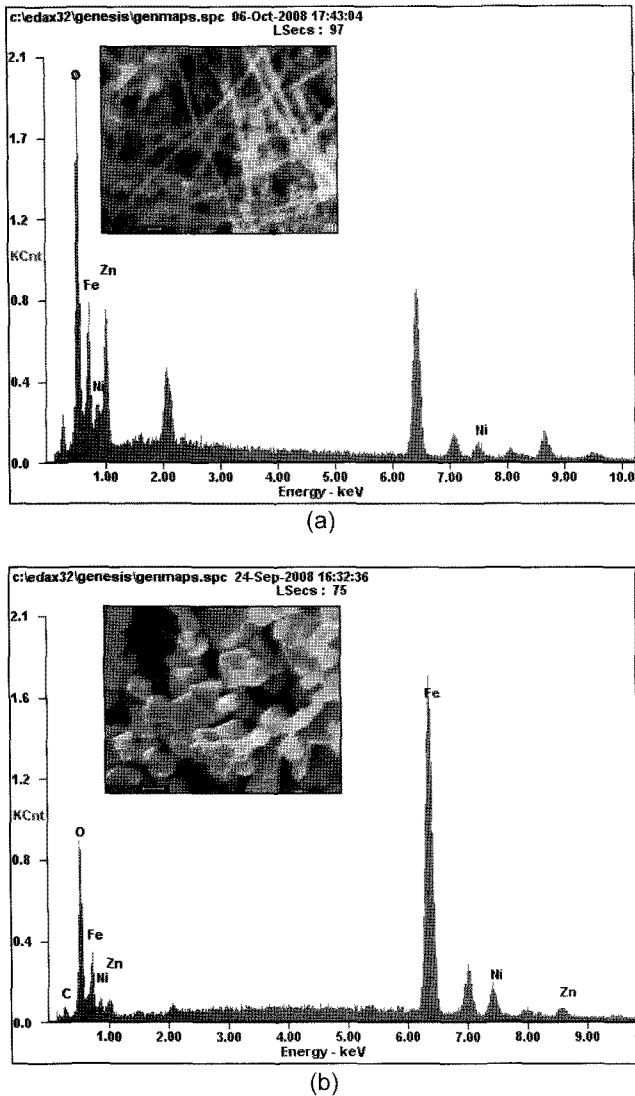 c:\edax32\genesis\genmaps.spc 06-Oct-2008 17:43:04
LSecs : 97
2.1
O
1.7
1.2
KCnt
Zn
Fe
0.8
0.4
Ni
Ni
0.0
1.00 2.00 3.00 4.00 5.00 6.00 7.00 8.00 9.00 10.0
Energy - keV
(a)
c:\edax32\genesis\genmaps.spc 24-Sep-2008 16:32:36
LSecs : 75
2.1
1.6
Fe
1.2
KCnt
O
0.8
Fe
0.4
Zn
Ni
Ni
C
Zn
0.0
1.00 2.00 3.00 4.00 5.00 6.00 7.00 8.00 9.00
Energy - keV
(b)